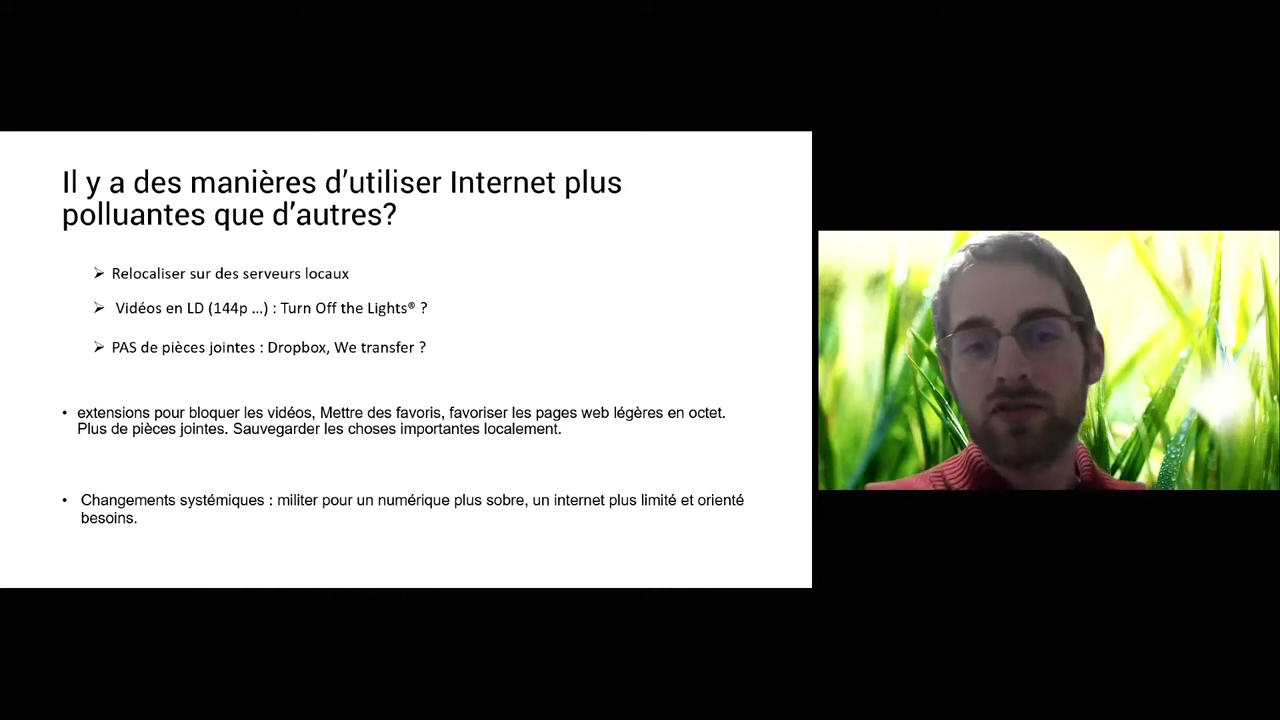 Il y a des manières d’utiliser Internet plus
polluantes que d’autres?
➢ Relocaliser sur des serveurs locaux
➢ Vidéos en LD (144p ...) : Turn Off the Lights® ?
➢ PAS de pièces jointes : Dropbox, We transfer ?
• extensions pour bloquer les vidéos, Mettre des favoris, favoriser les pages web légères en octet.
Plus de pièces jointes. Sauvegarder les choses importantes localement.
• Changements systémiques : militer pour un numérique plus sobre, un internet plus limité et orienté
besoins.